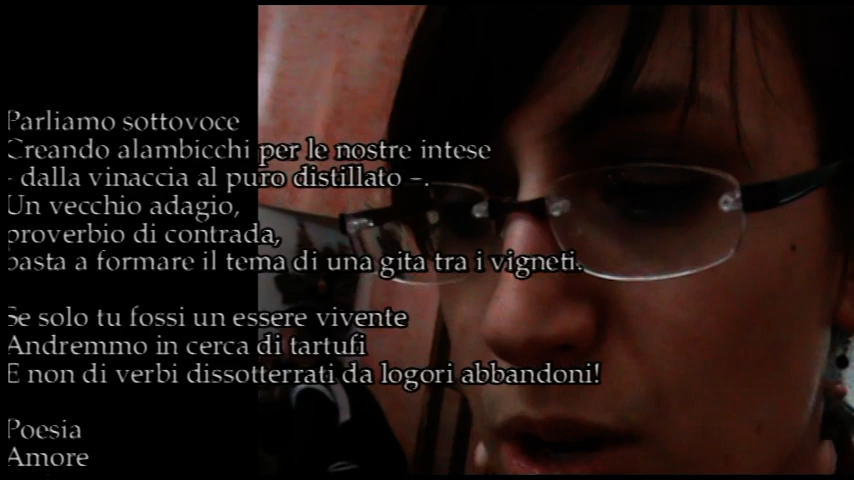 Parliamo sottovoce
Creando alambicchi per le nostre intese
- dalla vinaccia al puro distillato –.
Un vecchio adagio,
proverbio di contrada,
basta a formare il tema di una gita tra i vigneti.
Se solo tu fossi un essere vivente
Andremmo in cerca di tartufi
E non di verbi dissotterrati da logori abbandoni!
Poesia
Amore